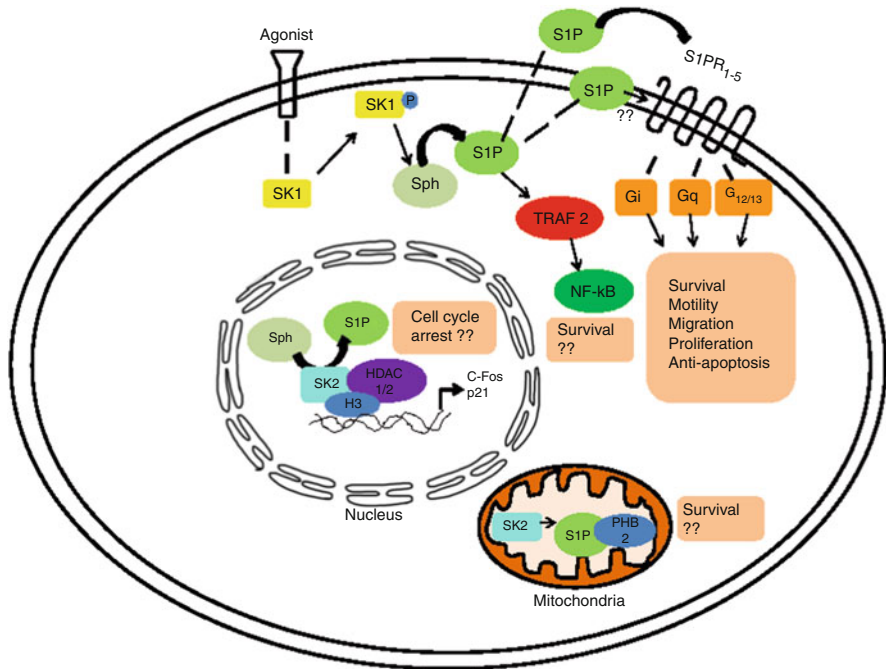 Agonist
S1P
S1PR1-5
S1P
??
SK1 P
SK1
Sph
S1P
TRAF 2
NF-kB
Survival
??
Gi
Gq
G12/13
Survival
Motility
Migration
Proliferation
Anti-apoptosis
Sph
S1P
Cell cycle
arrest ??
SK2
HDAC
1/2
H3
C-Fos
p21
Nucleus
SK2
S1P
PHB
2
Survival
??
Mitochondria